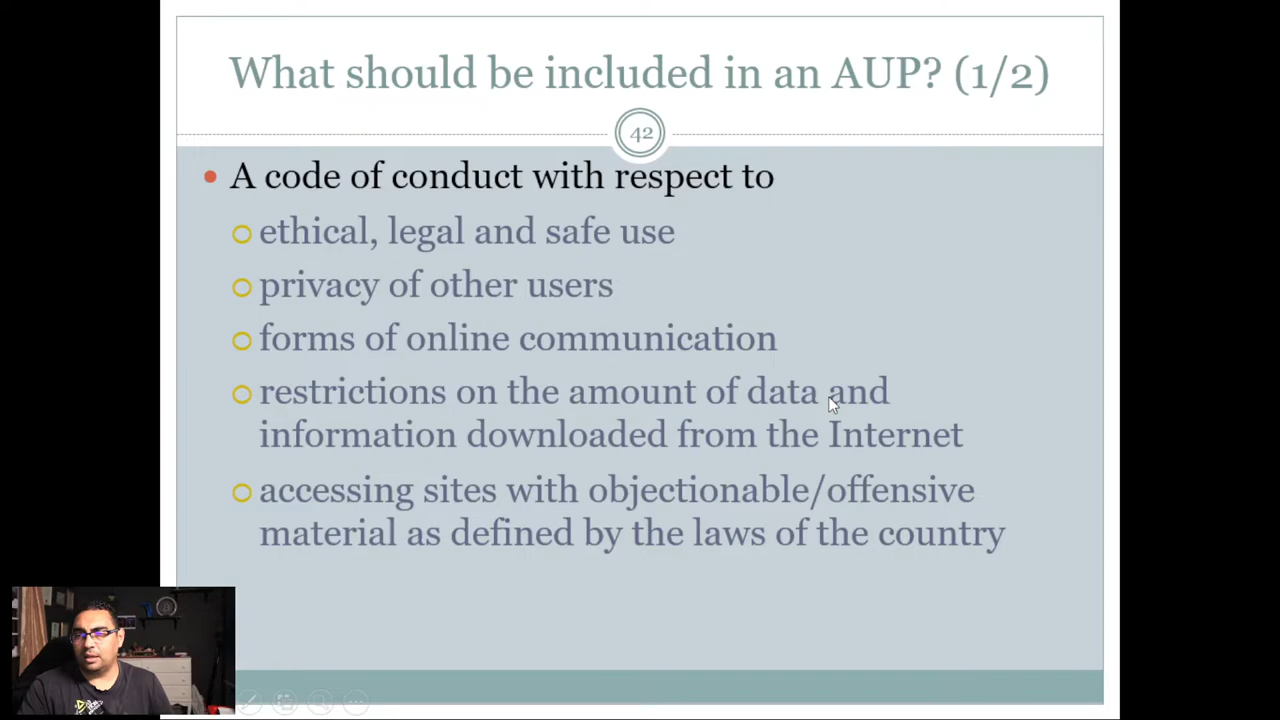 What should be included in an AUP? (1/2)
42
A code of conduct with respect to
ethical, legal and safe use
privacy of other users
forms of online communication
restrictions on the amount of data and
information downloaded from the Internet
accessing sites with objectionable/offensive
material as defined by the laws of the country